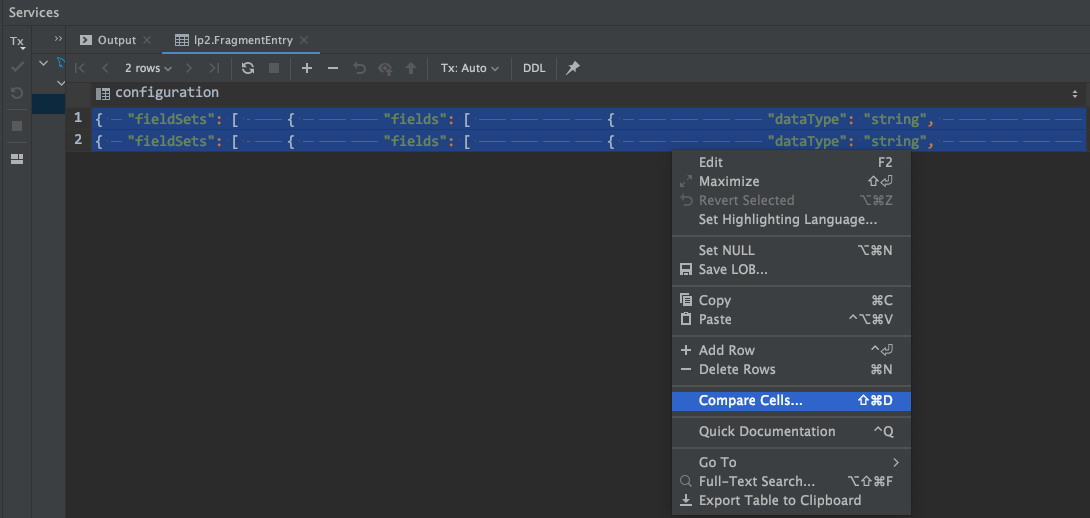 Services
Tx
Output
lp2.FragmentEntry
2 rows
Tx: Auto
DDL
configuration
1 { "fieldSets": [ { "fields": [ { "dataType": "string",
2 { "fieldSets": [ { "fields": [ { "dataType": "string",
Edit F2
Maximize ⇧⏎
Revert Selected ⌥⌘Z
Set Highlighting Language...
Set NULL ⌥⌘N
Save LOB...
Copy ⌘C
Paste ^⌥⌘V
Add Row ^⏎
Delete Rows ⌘N
Compare Cells... ⇧⌘D
Quick Documentation ^Q
Go To
Full-Text Search... ⌥⇧⌘F
Export Table to Clipboard